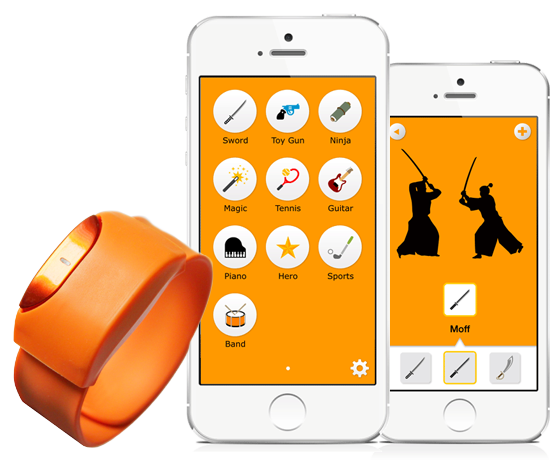 Sword Toy Gun Ninja
Magic Tennis Guitar
Piano Hero Sports
Band
Moff